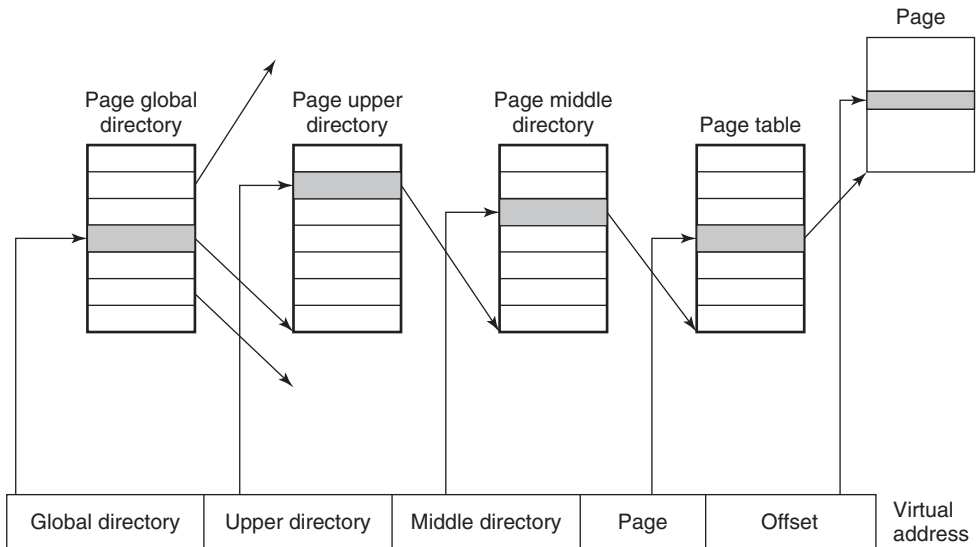 Page
Page global
directory
Page upper
directory
Page middle
directory
Page table
Global directory
Upper directory
Middle directory
Page
Offset
Virtual
address